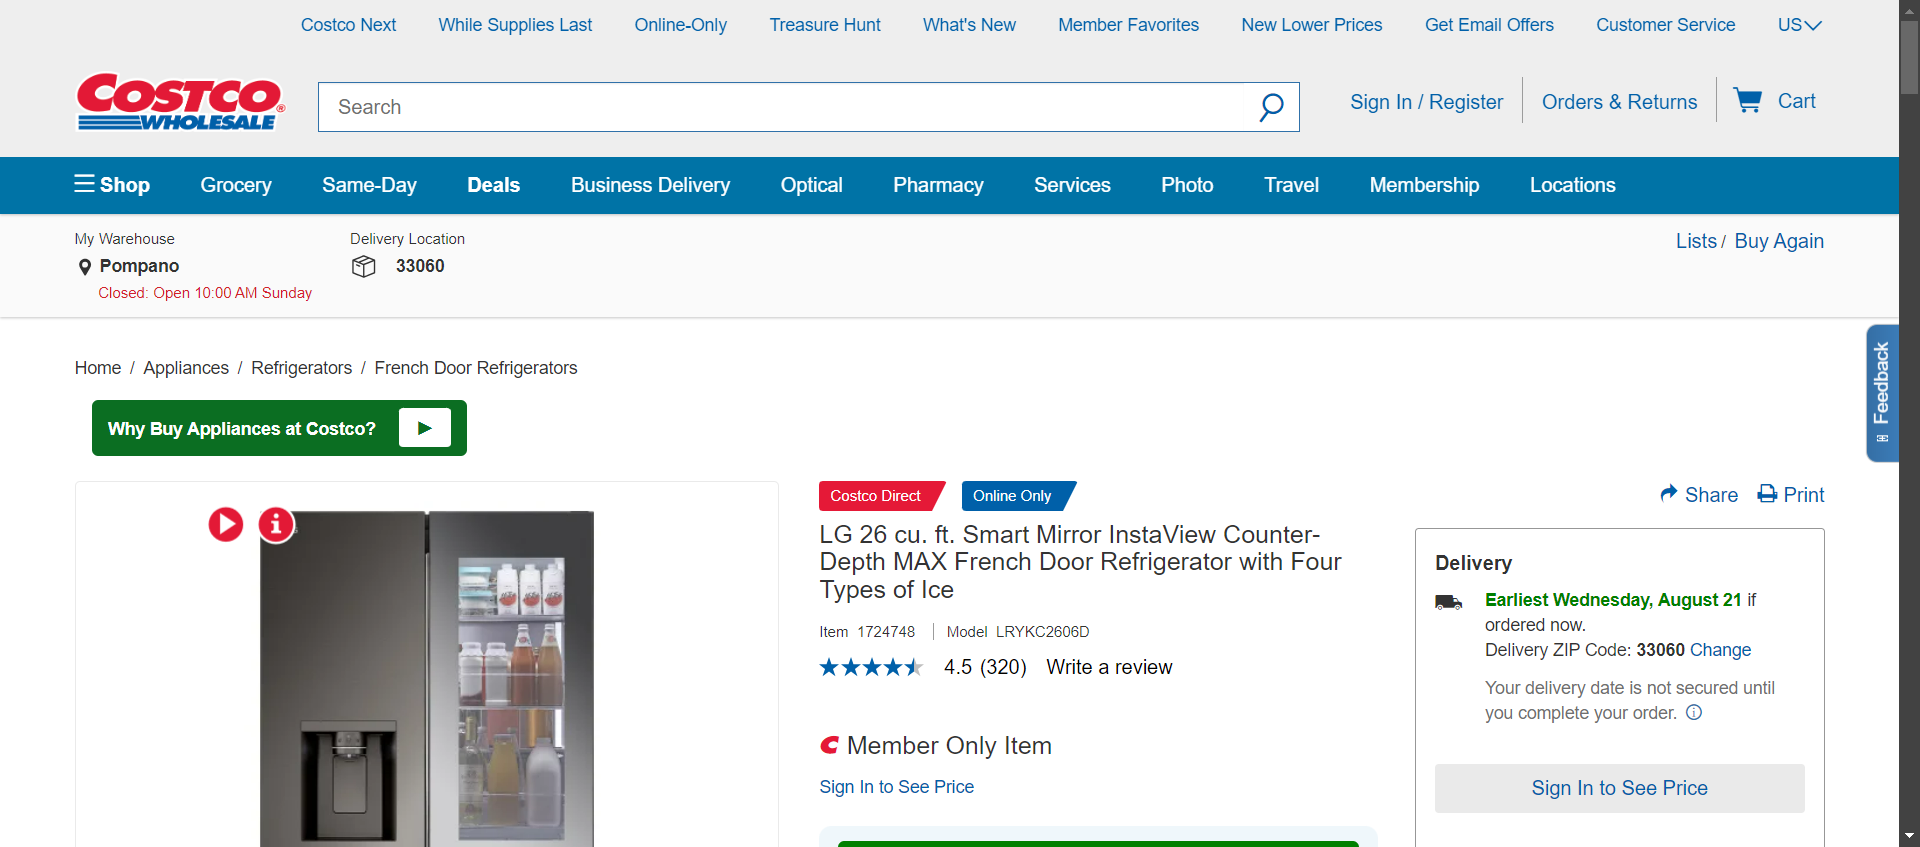 Costco Next While Supplies Last Online-Only Treasure Hunt What's New Member Favorites New Lower Prices Get Email Offers Customer Service US
COSTCO WHOLESALE
Search
Sign In / Register Orders & Returns Cart
Shop Grocery Same-Day Deals Business Delivery Optical Pharmacy Services Photo Travel Membership Locations
My Warehouse
Pompano
Closed: Open 10:00 AM Sunday
Delivery Location
33060
Lists / Buy Again
Feedback
Home / Appliances / Refrigerators / French Door Refrigerators
Why Buy Appliances at Costco?
Costco Direct Online Only
LG 26 cu. ft. Smart Mirror InstaView Counter-
Depth MAX French Door Refrigerator with Four
Types of Ice
Item 1724748 Model LRYKC2606D
4.5 (320) Write a review
Member Only Item
Sign In to See Price
Share Print
Delivery
Earliest Wednesday, August 21 if
ordered now.
Delivery ZIP Code: 33060 Change
Your delivery date is not secured until
you complete your order.
Sign In to See Price